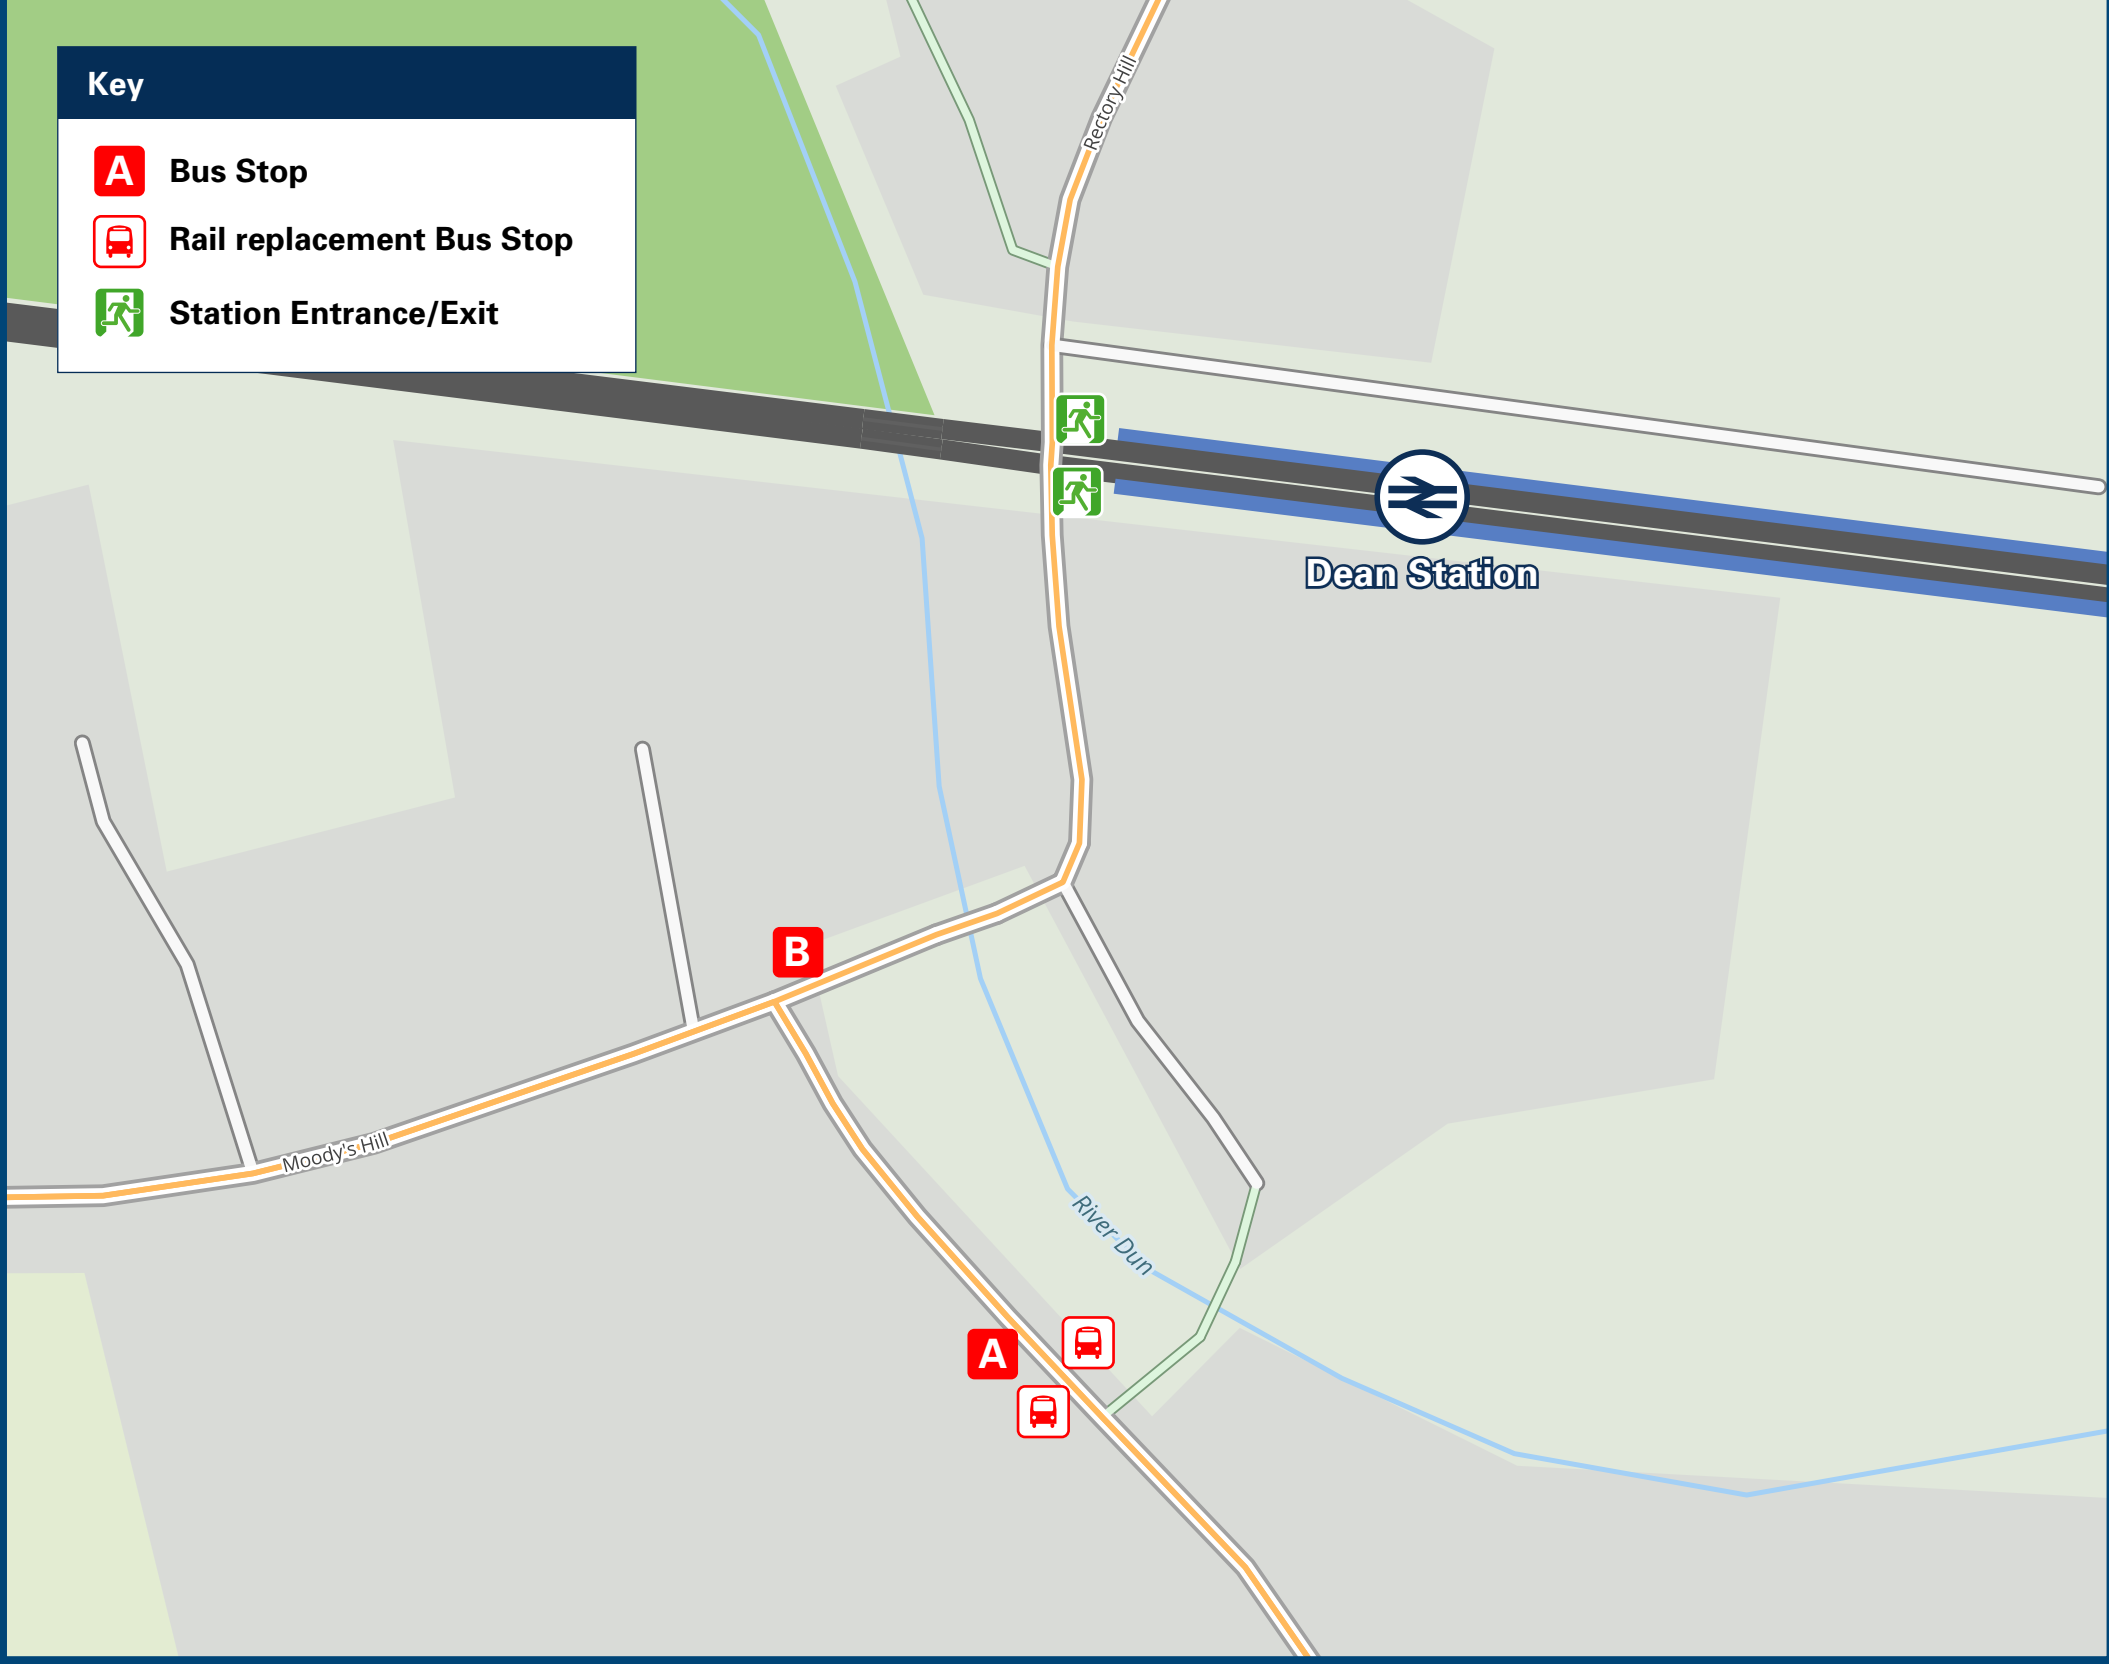 Key
A Bus Stop
Rail replacement Bus Stop
Station Entrance/Exit
Rectory Hill
Dean Station
B
Moody's Hill
River Dun
A